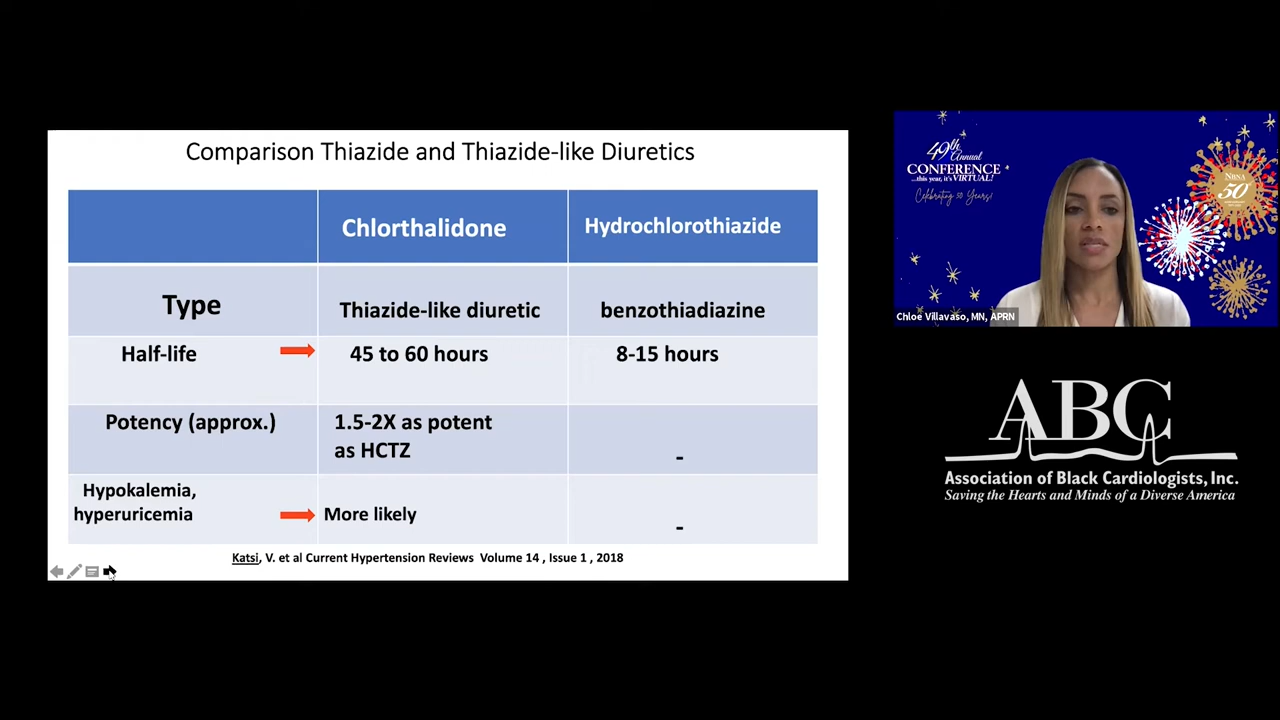 Comparison Thiazide and Thiazide-like Diuretics
Chlorthalidone
Hydrochlorothiazide
Type
Thiazide-like diuretic
benzothiadiazine
Half-life
45 to 60 hours
8-15 hours
Potency (approx.)
1.5-2X as potent
as HCTZ
-
Hypokalemia,
hyperuricemia
More likely
-
Katsi, V. et al Current Hypertension Reviews Volume 14 , Issue 1 , 2018
49th
Annual
CONFERENCE
...this year, it's VIRTUAL!
Celebrating 50 Years!
NBNA
50
Chloe Villavaso, MN, APRN
ABC
Association of Black Cardiologists, Inc.
Saving the Hearts and Minds of a Diverse America